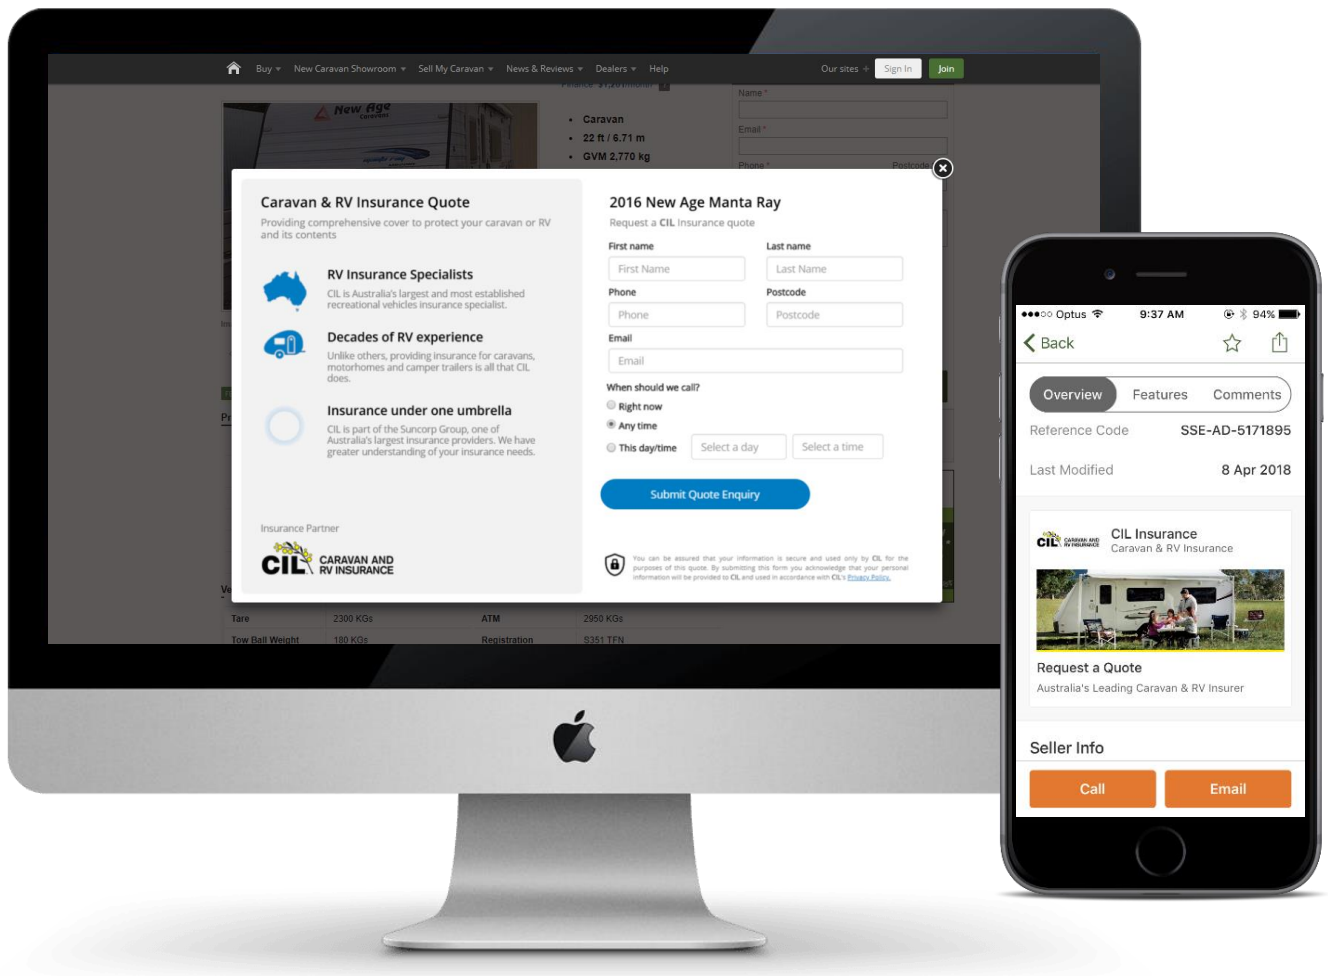 Buy New Caravan Showroom Sell My Caravan News & Reviews Dealers Help Our sites + Sign In Join
New Age
Caravans
Caravan
22 ft / 6.71 m
GVM 2,770 kg
Name *
Email *
Phone * Postcode
Caravan & RV Insurance Quote
Providing comprehensive cover to protect your caravan or RV
and its contents
RV Insurance Specialists
CIL is Australia's largest and most established
recreational vehicles insurance specialist.
Decades of RV experience
Unlike others, providing insurance for caravans,
motorhomes and camper trailers is all that CIL
does.
Insurance under one umbrella
CIL is part of the Suncorp Group, one of
Australia's largest insurance providers. We have
greater understanding of your insurance needs.
Insurance Partner
CIL CARAVAN AND
RV INSURANCE
2016 New Age Manta Ray
Request a CIL Insurance quote
First name Last name
First Name Last Name
Phone Postcode
Phone Postcode
Email
Email
When should we call?
Right now
Any time
This day/time Select a day Select a time
Submit Quote Enquiry
You can be assured that your information is secure and used only by CIL for the
purposes of this quote. By submitting this form you acknowledge that your personal
information will be provided to CIL and used in accordance with CIL's Privacy Policy.
Tare 2300 KGs ATM 2950 KGs
Tow Ball Weight 180 KGs Registration S351 TFN
Optus 9:37 AM 94%
Back
Overview Features Comments
Reference Code SSE-AD-5171895
Last Modified 8 Apr 2018
CIL CARAVAN AND
RV INSURANCE
CIL Insurance
Caravan & RV Insurance
Request a Quote
Australia's Leading Caravan & RV Insurer
Seller Info
Call Email